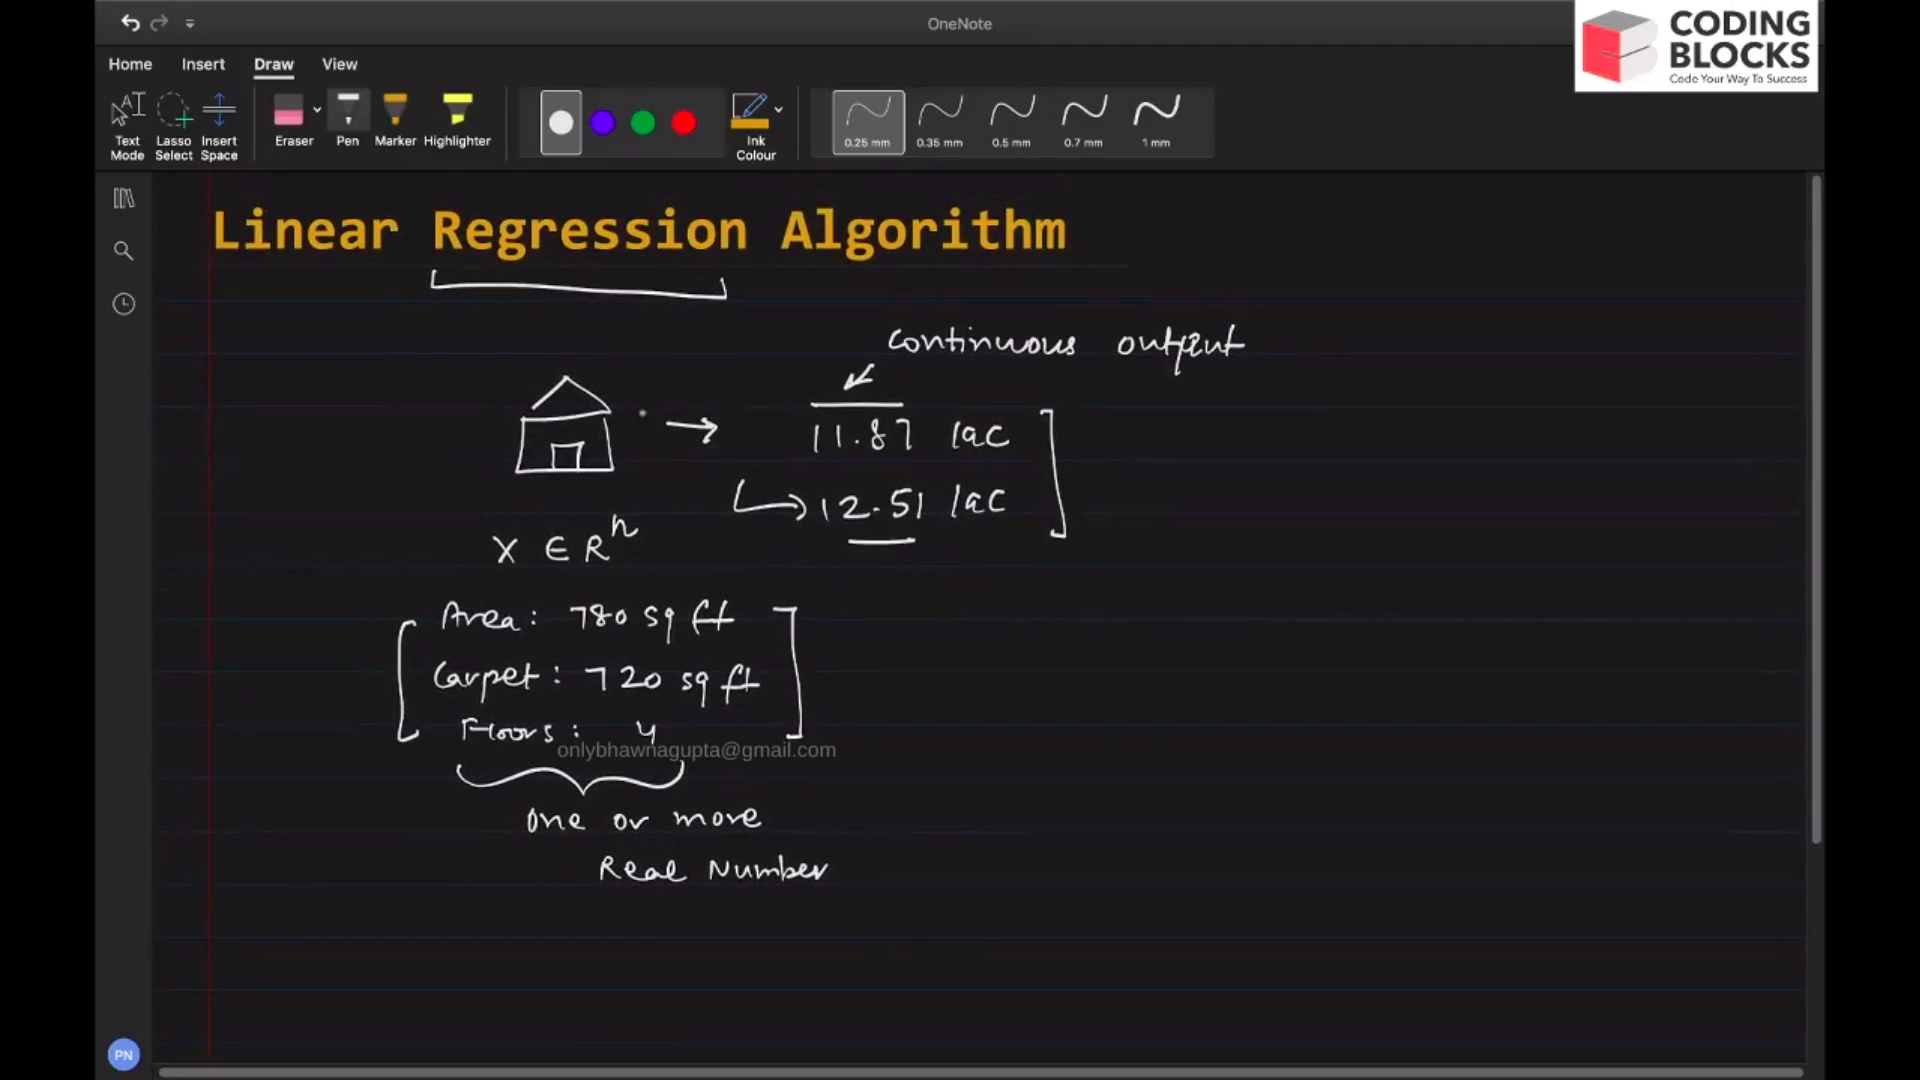 OneNote
CODING
BLOCKS
Code Your Way To Success
Home Insert Draw View
Text Mode
Lasso Select
Insert Space
Eraser
Pen
Marker
Highlighter
Ink Colour
0.25 mm
0.35 mm
0.5 mm
0.7 mm
1 mm
Linear Regression Algorithm
continuous output
11.87 lac
12.51 lac
X ∈ R^n
Area: 780 sq ft
Carpet: 720 sq ft
Floors: 4
onlybhawnagupta@gmail.com
one or more
Real Number
PN